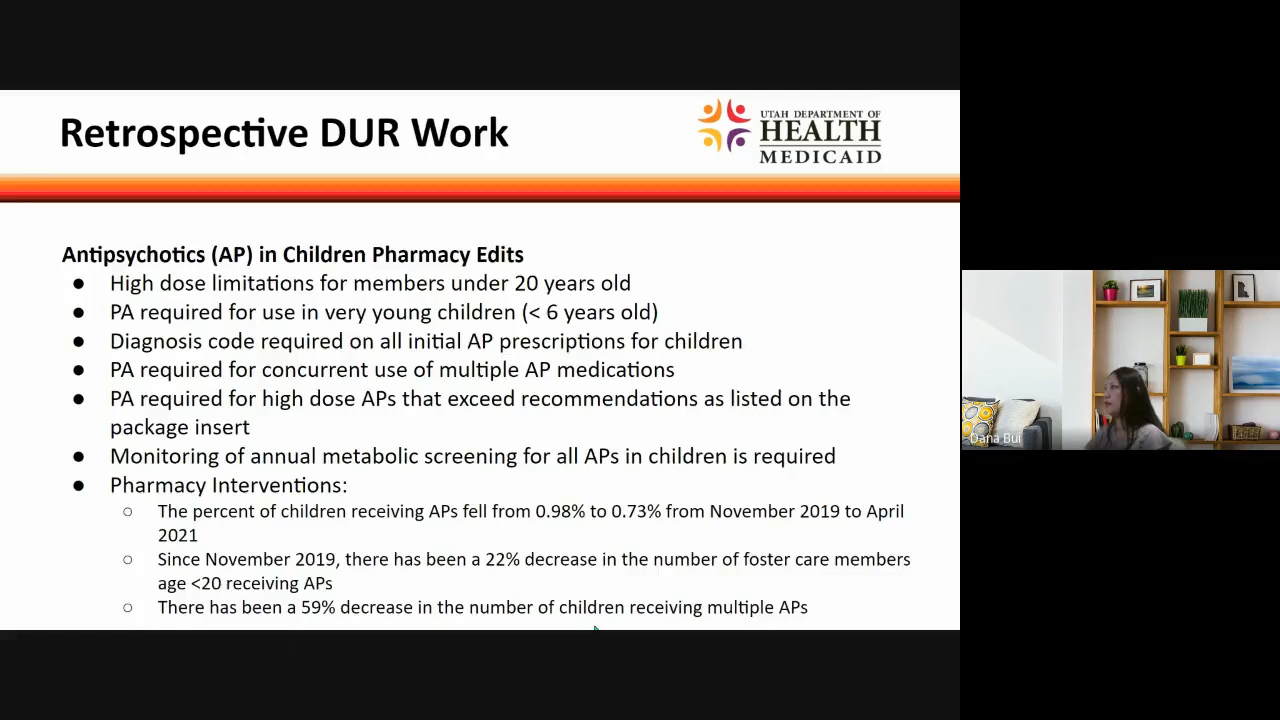 Retrospective DUR Work
UTAH DEPARTMENT OF
HEALTH
MEDICAID
Antipsychotics (AP) in Children Pharmacy Edits
● High dose limitations for members under 20 years old
● PA required for use in very young children (< 6 years old)
● Diagnosis code required on all initial AP prescriptions for children
● PA required for concurrent use of multiple AP medications
● PA required for high dose APs that exceed recommendations as listed on the
package insert
● Monitoring of annual metabolic screening for all APs in children is required
● Pharmacy Interventions:
○ The percent of children receiving APs fell from 0.98% to 0.73% from November 2019 to April
2021
○ Since November 2019, there has been a 22% decrease in the number of foster care members
age <20 receiving APs
○ There has been a 59% decrease in the number of children receiving multiple APs
Dana Bui